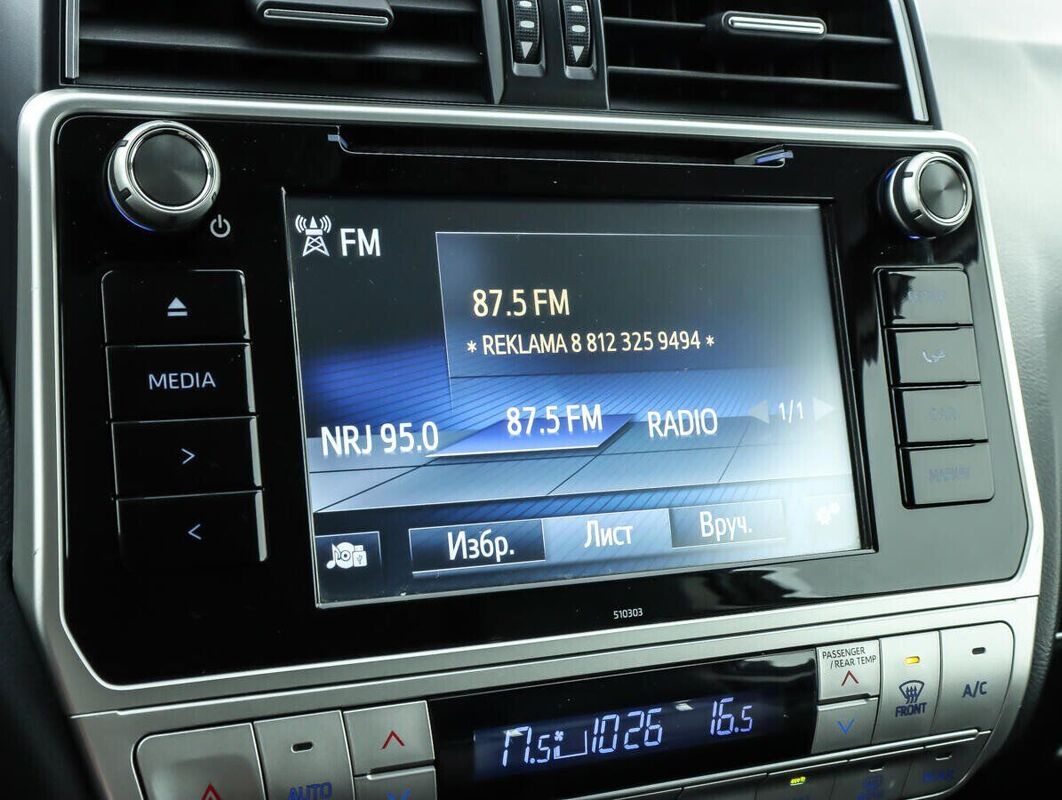 FM
87.5 FM
* REKLAMA 8 812 325 9494 *
MEDIA
NRJ 95.0
87.5 FM
RADIO
1/1
>
<
Избр.
Лист
Вруч.
510303
PASSENGER
/REAR TEMP
FRONT
A/C
17.5
10:26
16.5
AUTO